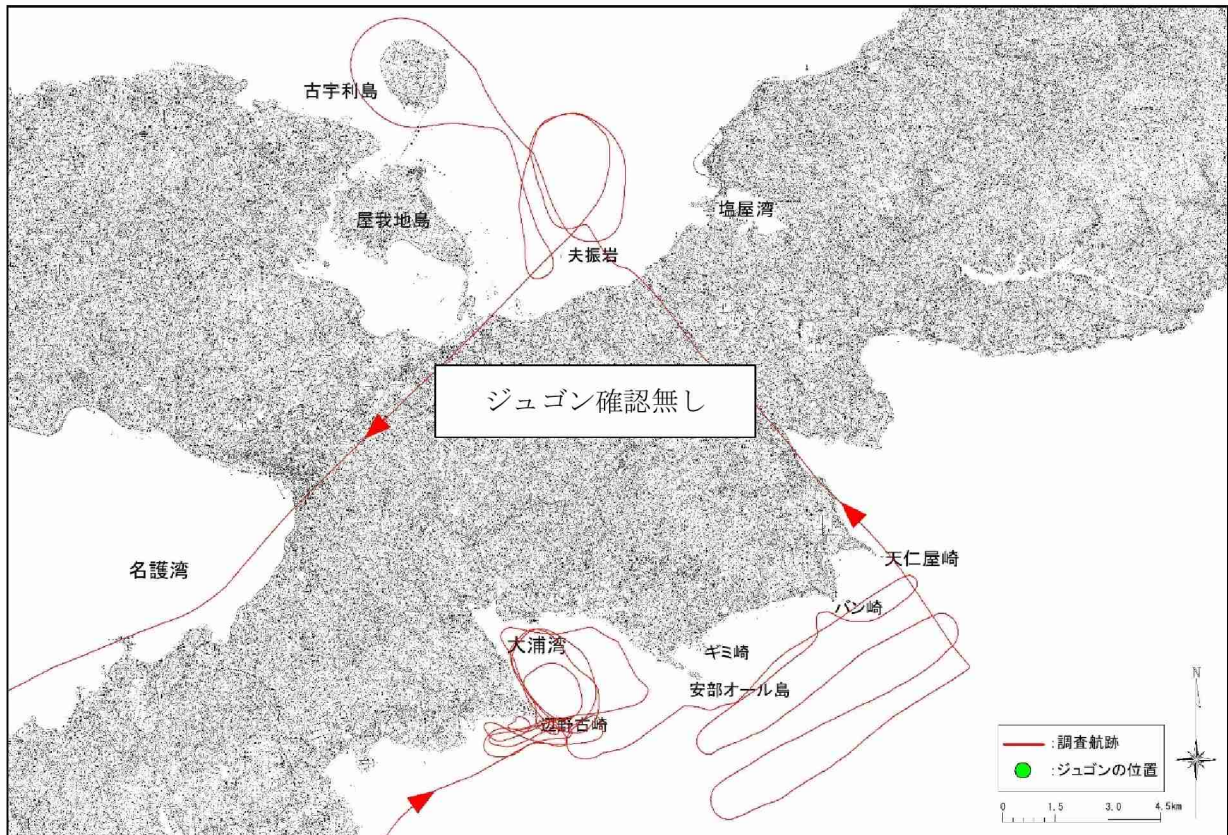 古宇利島
屋我地島
塩屋湾
夫振岩
ジュゴン確認無し
名護湾
天仁屋崎
バン崎
大浦湾
ギミ崎
安部オール島
辺野古崎
N
:調査航跡
:ジュゴンの位置
0 1.5 3.0 4.5km